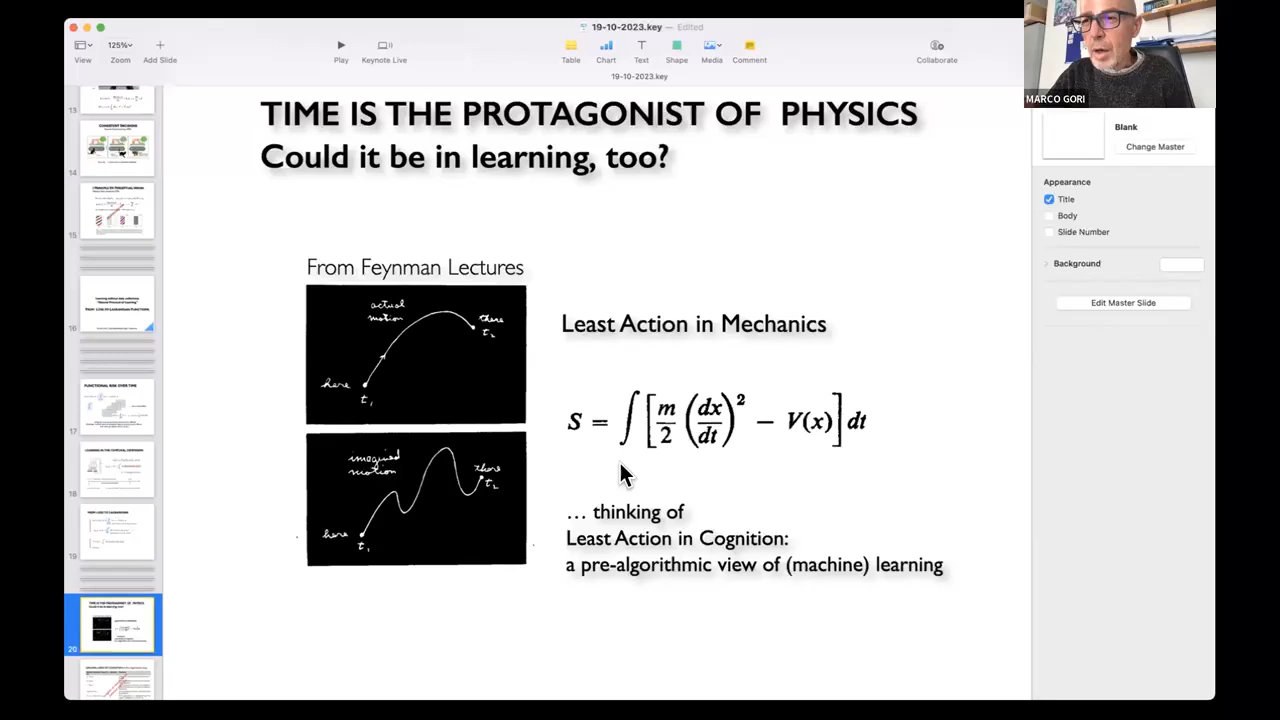 19-10-2023.key — Edited
125%
View
Zoom
Add Slide
Play
Keynote Live
Table
Chart
Text
Shape
Media
Comment
Collaborate
19-10-2023.key
MARCO GORI
13
14
15
16
17
18
19
20
TIME IS THE PROTAGONIST OF PHYSICS
Could it be in learning, too?
From Feynman Lectures
actual
motion
there
t₂
here
t₁
imagined
motion
there
t₂
here
t₁
Least Action in Mechanics
S = ∫[m/2 (dx/dt)² − V(x)] dt
… thinking of
Least Action in Cognition:
a pre-algorithmic view of (machine) learning
Blank
Change Master
Appearance
Title
Body
Slide Number
Background
Edit Master Slide